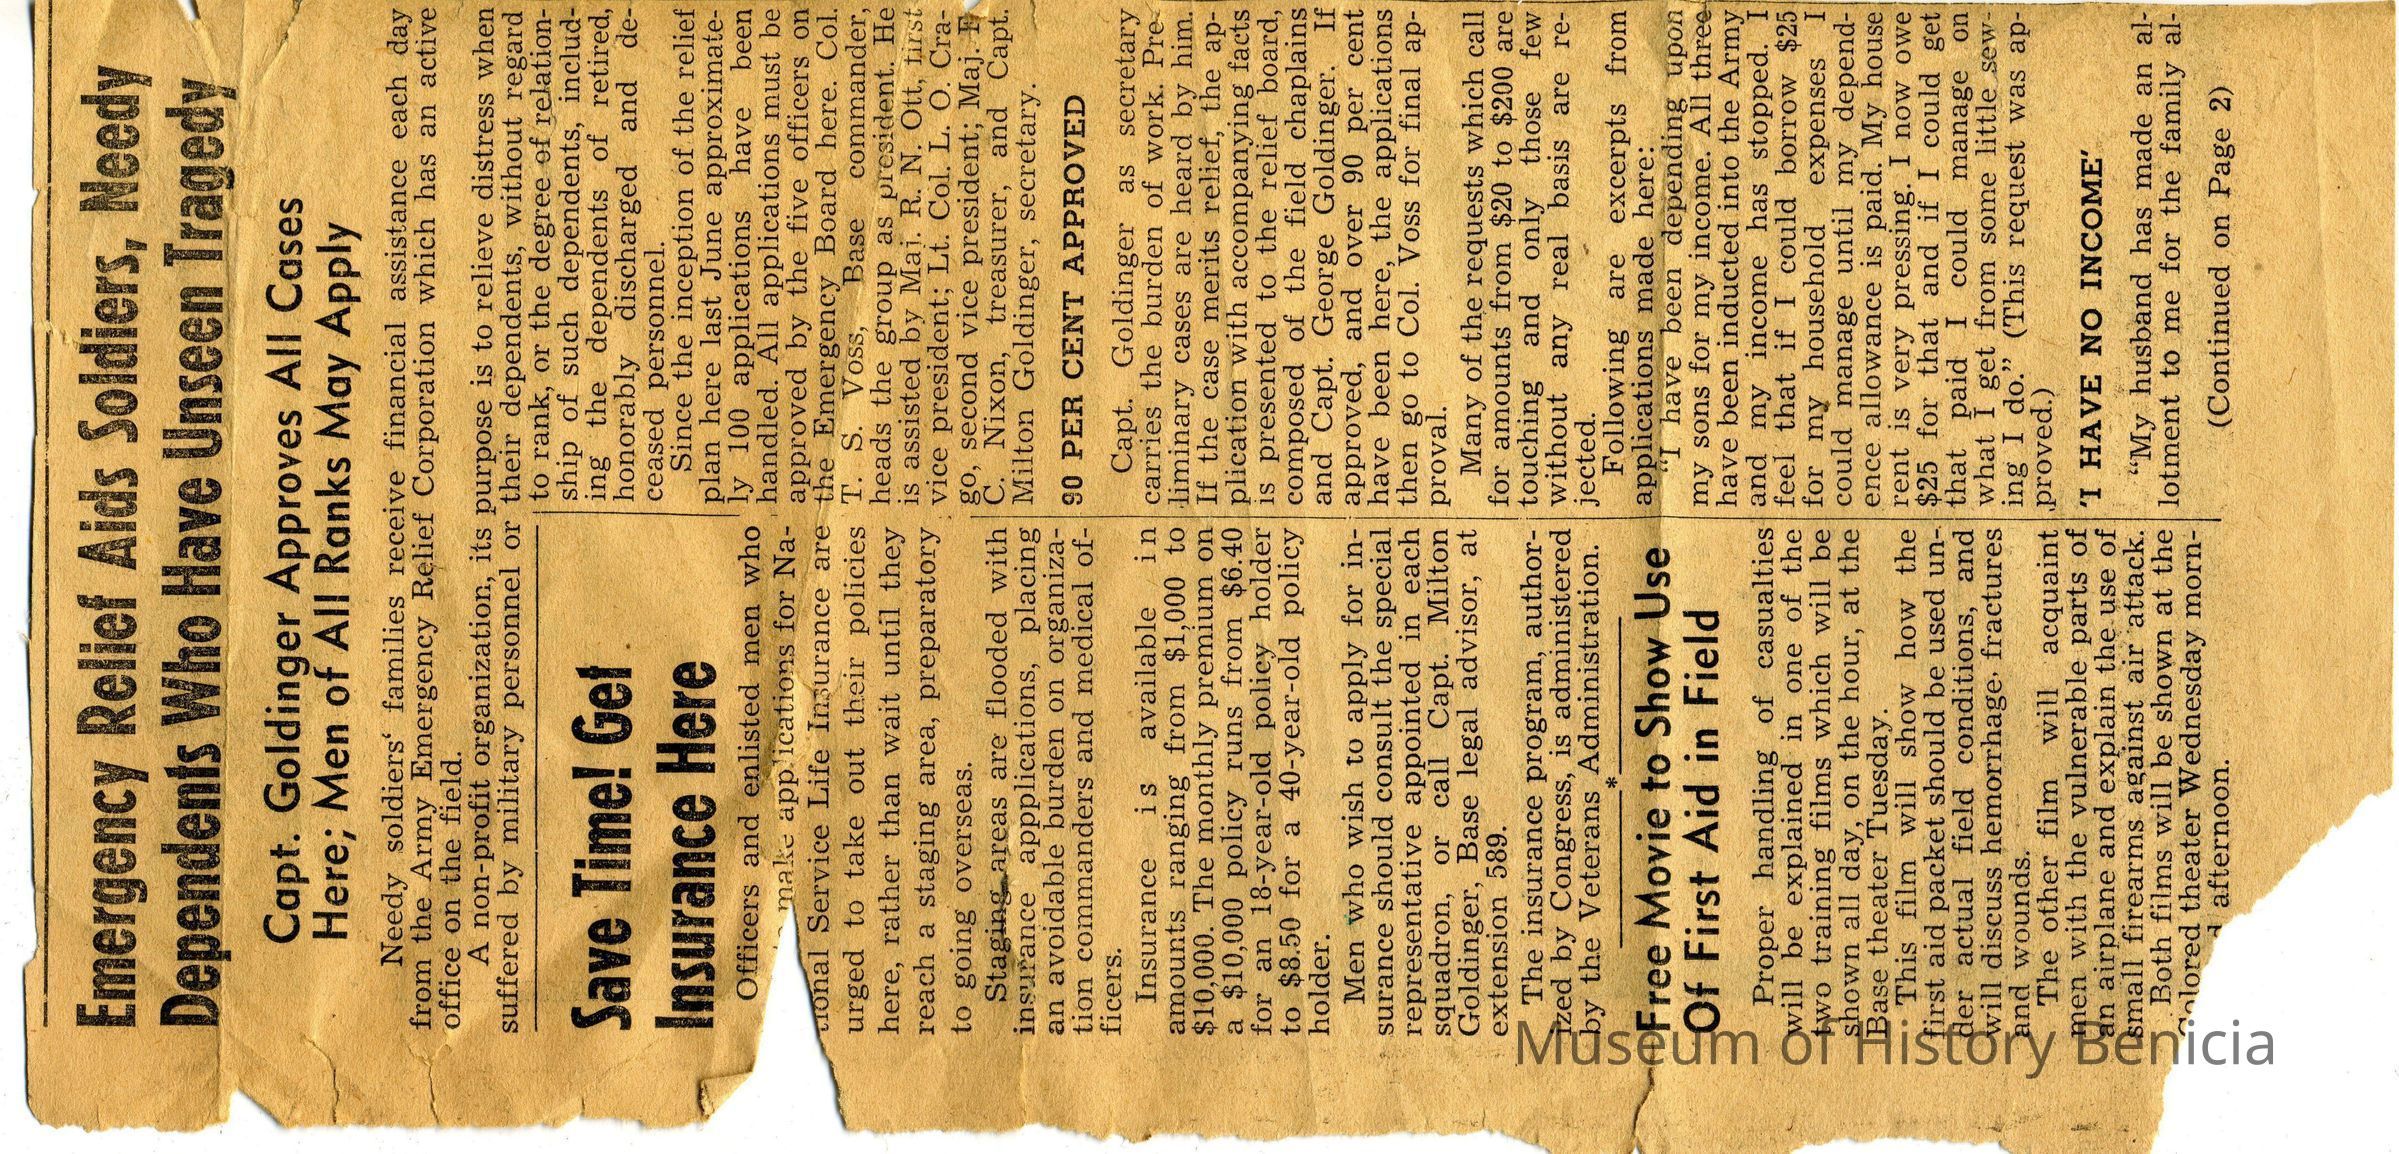 Emergency Relief Aids Soldiers, Needy
Dependents Who Have Unseen Tragedy
Capt. Goldinger Approves All Cases
Here; Men of All Ranks May Apply
Needy soldiers‘ families receive financial assistance each day
from the Army Emergency Relief Corporation which has an active
office on the field.
A non-profit organization, its purpose is to relieve distress when
suffered by military personnel or their dependents, without regard
to rank, or the degree of relation-
ship of such dependents, includ-
ing the dependents of retired,
honorably discharged and de-
ceased personnel.
Since the inception of the relief
plan here last June approximate-
ly 100 applications have been
handled. All applications must be
approved by the five officers on
the Emergency Board here. Col.
T. S. Voss, Base commander,
heads the group as president. He
is assisted by Maj. R. N. Ott, first
vice president; Lt. Col. L. O. Cra-
go, second vice president; Maj. E
C. Nixon, treasurer, and Capt.
Milton Goldinger, secretary.
90 PER CENT APPROVED
Capt. Goldinger as secretary
carries the burden of work. Pre-
liminary cases are heard by him.
If the case merits relief, the ap-
plication with accompanying facts
is presented to the relief board,
composed of the field chaplains
and Capt. George Goldinger. If
approved, and over 90 per cent
have been here, the applications
then go to Col. Voss for final ap-
proval.
Many of the requests which call
for amounts from $20 to $200 are
touching and only those few
without any real basis are re-
jected.
Following are excerpts from
applications made here:
“I have been depending upon
my sons for my income. All three
have been inducted into the Army
and my income has stopped. I
feel that if I could borrow $25
for my household expenses I
could manage until my depend-
ence allowance is paid. My house
rent is very pressing. I now owe
$25 for that and if I could get
that paid I could manage on
what I get from some little sew-
ing I do.” (This request was ap-
proved.)
‘I HAVE NO INCOME’
“My husband has made an al-
lotment to me for the family al-
(Continued on Page 2)
Save Time! Get
Insurance Here
Officers and enlisted men who
make applications for Na-
tional Service Life Insurance are
urged to take out their policies
here, rather than wait until they
reach a staging area, preparatory
to going overseas.
Staging areas are flooded with
insurance applications, placing
an avoidable burden on organiza-
tion commanders and medical of-
ficers.
Insurance is available in
amounts ranging from $1,000 to
$10,000. The monthly premium on
a $10,000 policy runs from $6.40
for an 18-year-old policy holder
to $8.50 for a 40-year-old policy
holder.
Men who wish to apply for in-
surance should consult the special
representative appointed in each
squadron, or call Capt. Milton
Goldinger, Base legal advisor, at
extension 589.
The insurance program, author-
ized by Congress, is administered
by the Veterans Administration.
*
Free Movie to Show Use
Of First Aid in Field
Proper handling of casualties
will be explained in one of the
two training films which will be
shown all day, on the hour, at the
Base theater Tuesday.
This film will show how the
first aid packet should be used un-
der actual field conditions, and
will discuss hemorrhage, fractures
and wounds.
The other film will acquaint
men with the vulnerable parts of
an airplane and explain the use of
small firearms against air attack.
Both films will be shown at the
Colored theater Wednesday morn-
afternoon.
Museum of History Benicia